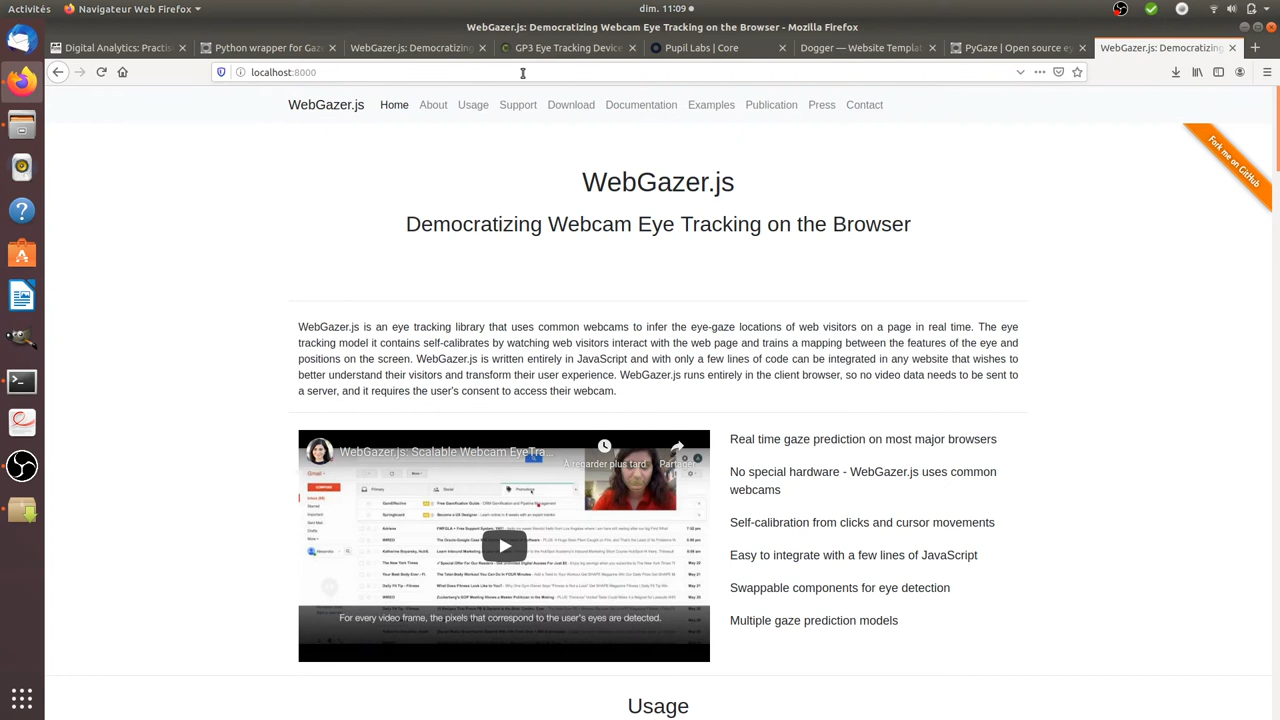 Activités
Navigateur Web Firefox
dim. 11:09
WebGazer.js: Democratizing Webcam Eye Tracking on the Browser - Mozilla Firefox
Digital Analytics: Practis
Python wrapper for Gaz
WebGazer.js: Democratizing
GP3 Eye Tracking Device
Pupil Labs | Core
Dogger — Website Templat
PyGaze | Open source ey
WebGazer.js: Democratizing
localhost:8000
WebGazer.js
Home
About
Usage
Support
Download
Documentation
Examples
Publication
Press
Contact
Fork me on GitHub
WebGazer.js
Democratizing Webcam Eye Tracking on the Browser
WebGazer.js is an eye tracking library that uses common webcams to infer the eye-gaze locations of web visitors on a page in real time. The eye
tracking model it contains self-calibrates by watching web visitors interact with the web page and trains a mapping between the features of the eye and
positions on the screen. WebGazer.js is written entirely in JavaScript and with only a few lines of code can be integrated in any website that wishes to
better understand their visitors and transform their user experience. WebGazer.js runs entirely in the client browser, so no video data needs to be sent to
a server, and it requires the user's consent to access their webcam.
WebGazer.js: Scalable Webcam EyeTra...
À regarder plus tard
Partager
Gmail
More
COMPOSE
Primary
Social
Promotions
For every video frame, the pixels that correspond to the user's eyes are detected.
Real time gaze prediction on most major browsers
No special hardware - WebGazer.js uses common
webcams
Self-calibration from clicks and cursor movements
Easy to integrate with a few lines of JavaScript
Swappable components for eye detection
Multiple gaze prediction models
Usage